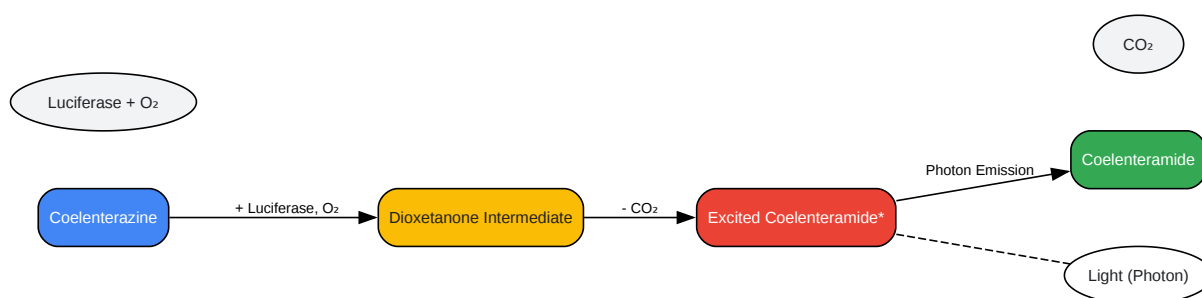 CO₂
Luciferase + O₂
Coelenteramide
Photon Emission
Coelenterazine
+ Luciferase, O₂
Dioxetanone Intermediate
- CO₂
Excited Coelenteramide*
Light (Photon)